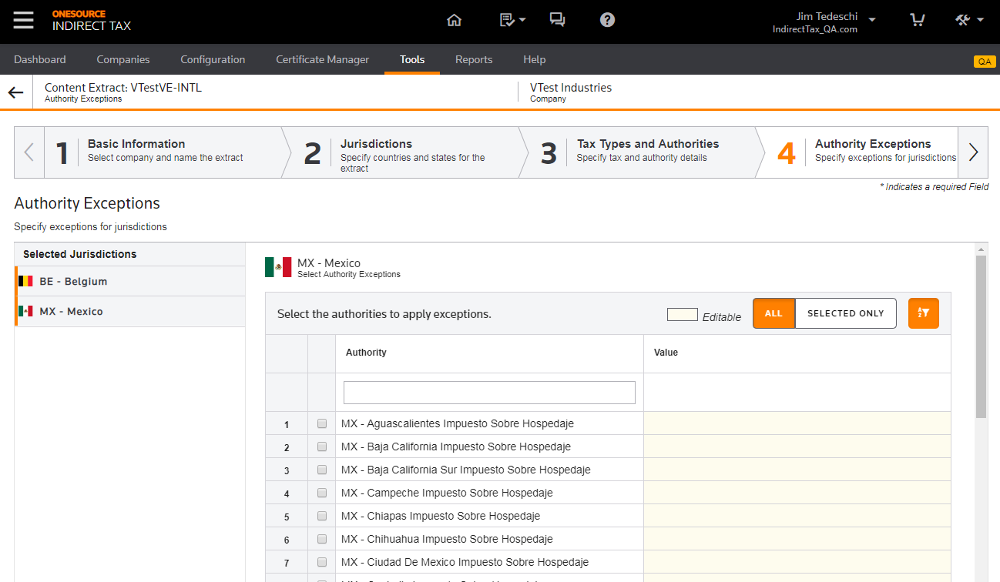 ONESOURCE
INDIRECT TAX
Jim Tedeschi
IndirectTax_QA.com
Dashboard Companies Configuration Certificate Manager Tools Reports Help
QA
Content Extract: VTestVE-INTL
Authority Exceptions
VTest Industries
Company
1 Basic Information
Select company and name the extract
2 Jurisdictions
Specify countries and states for the
extract
3 Tax Types and Authorities
Specify tax and authority details
4 Authority Exceptions
Specify exceptions for jurisdictions
* Indicates a required Field
Authority Exceptions
Specify exceptions for jurisdictions
Selected Jurisdictions
BE - Belgium
MX - Mexico
MX - Mexico
Select Authority Exceptions
Select the authorities to apply exceptions.
Editable
ALL SELECTED ONLY
Authority Value
1 MX - Aguascalientes Impuesto Sobre Hospedaje
2 MX - Baja California Impuesto Sobre Hospedaje
3 MX - Baja California Sur Impuesto Sobre Hospedaje
4 MX - Campeche Impuesto Sobre Hospedaje
5 MX - Chiapas Impuesto Sobre Hospedaje
6 MX - Chihuahua Impuesto Sobre Hospedaje
7 MX - Ciudad De Mexico Impuesto Sobre Hospedaje